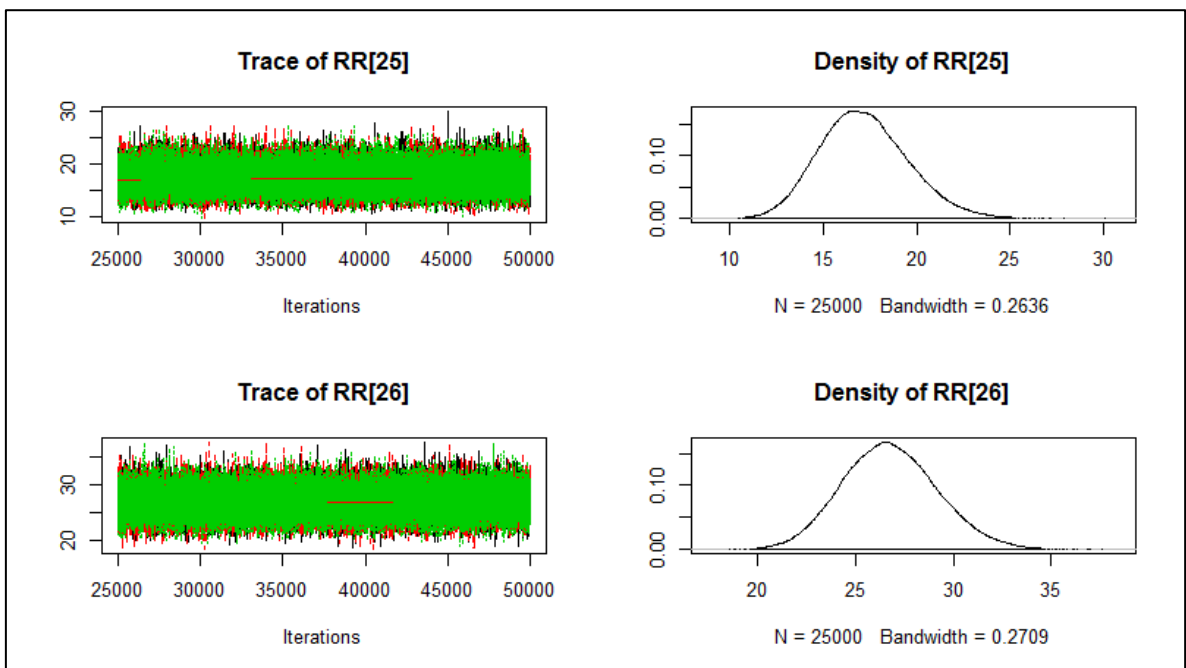 Trace of RR[25]
Density of RR[25]
10 20 30
0.00 0.10
25000 30000 35000 40000 45000 50000
10 15 20 25 30
Iterations
N = 25000 Bandwidth = 0.2636
Trace of RR[26]
Density of RR[26]
20 30
0.00 0.10
25000 30000 35000 40000 45000 50000
20 25 30 35
Iterations
N = 25000 Bandwidth = 0.2709